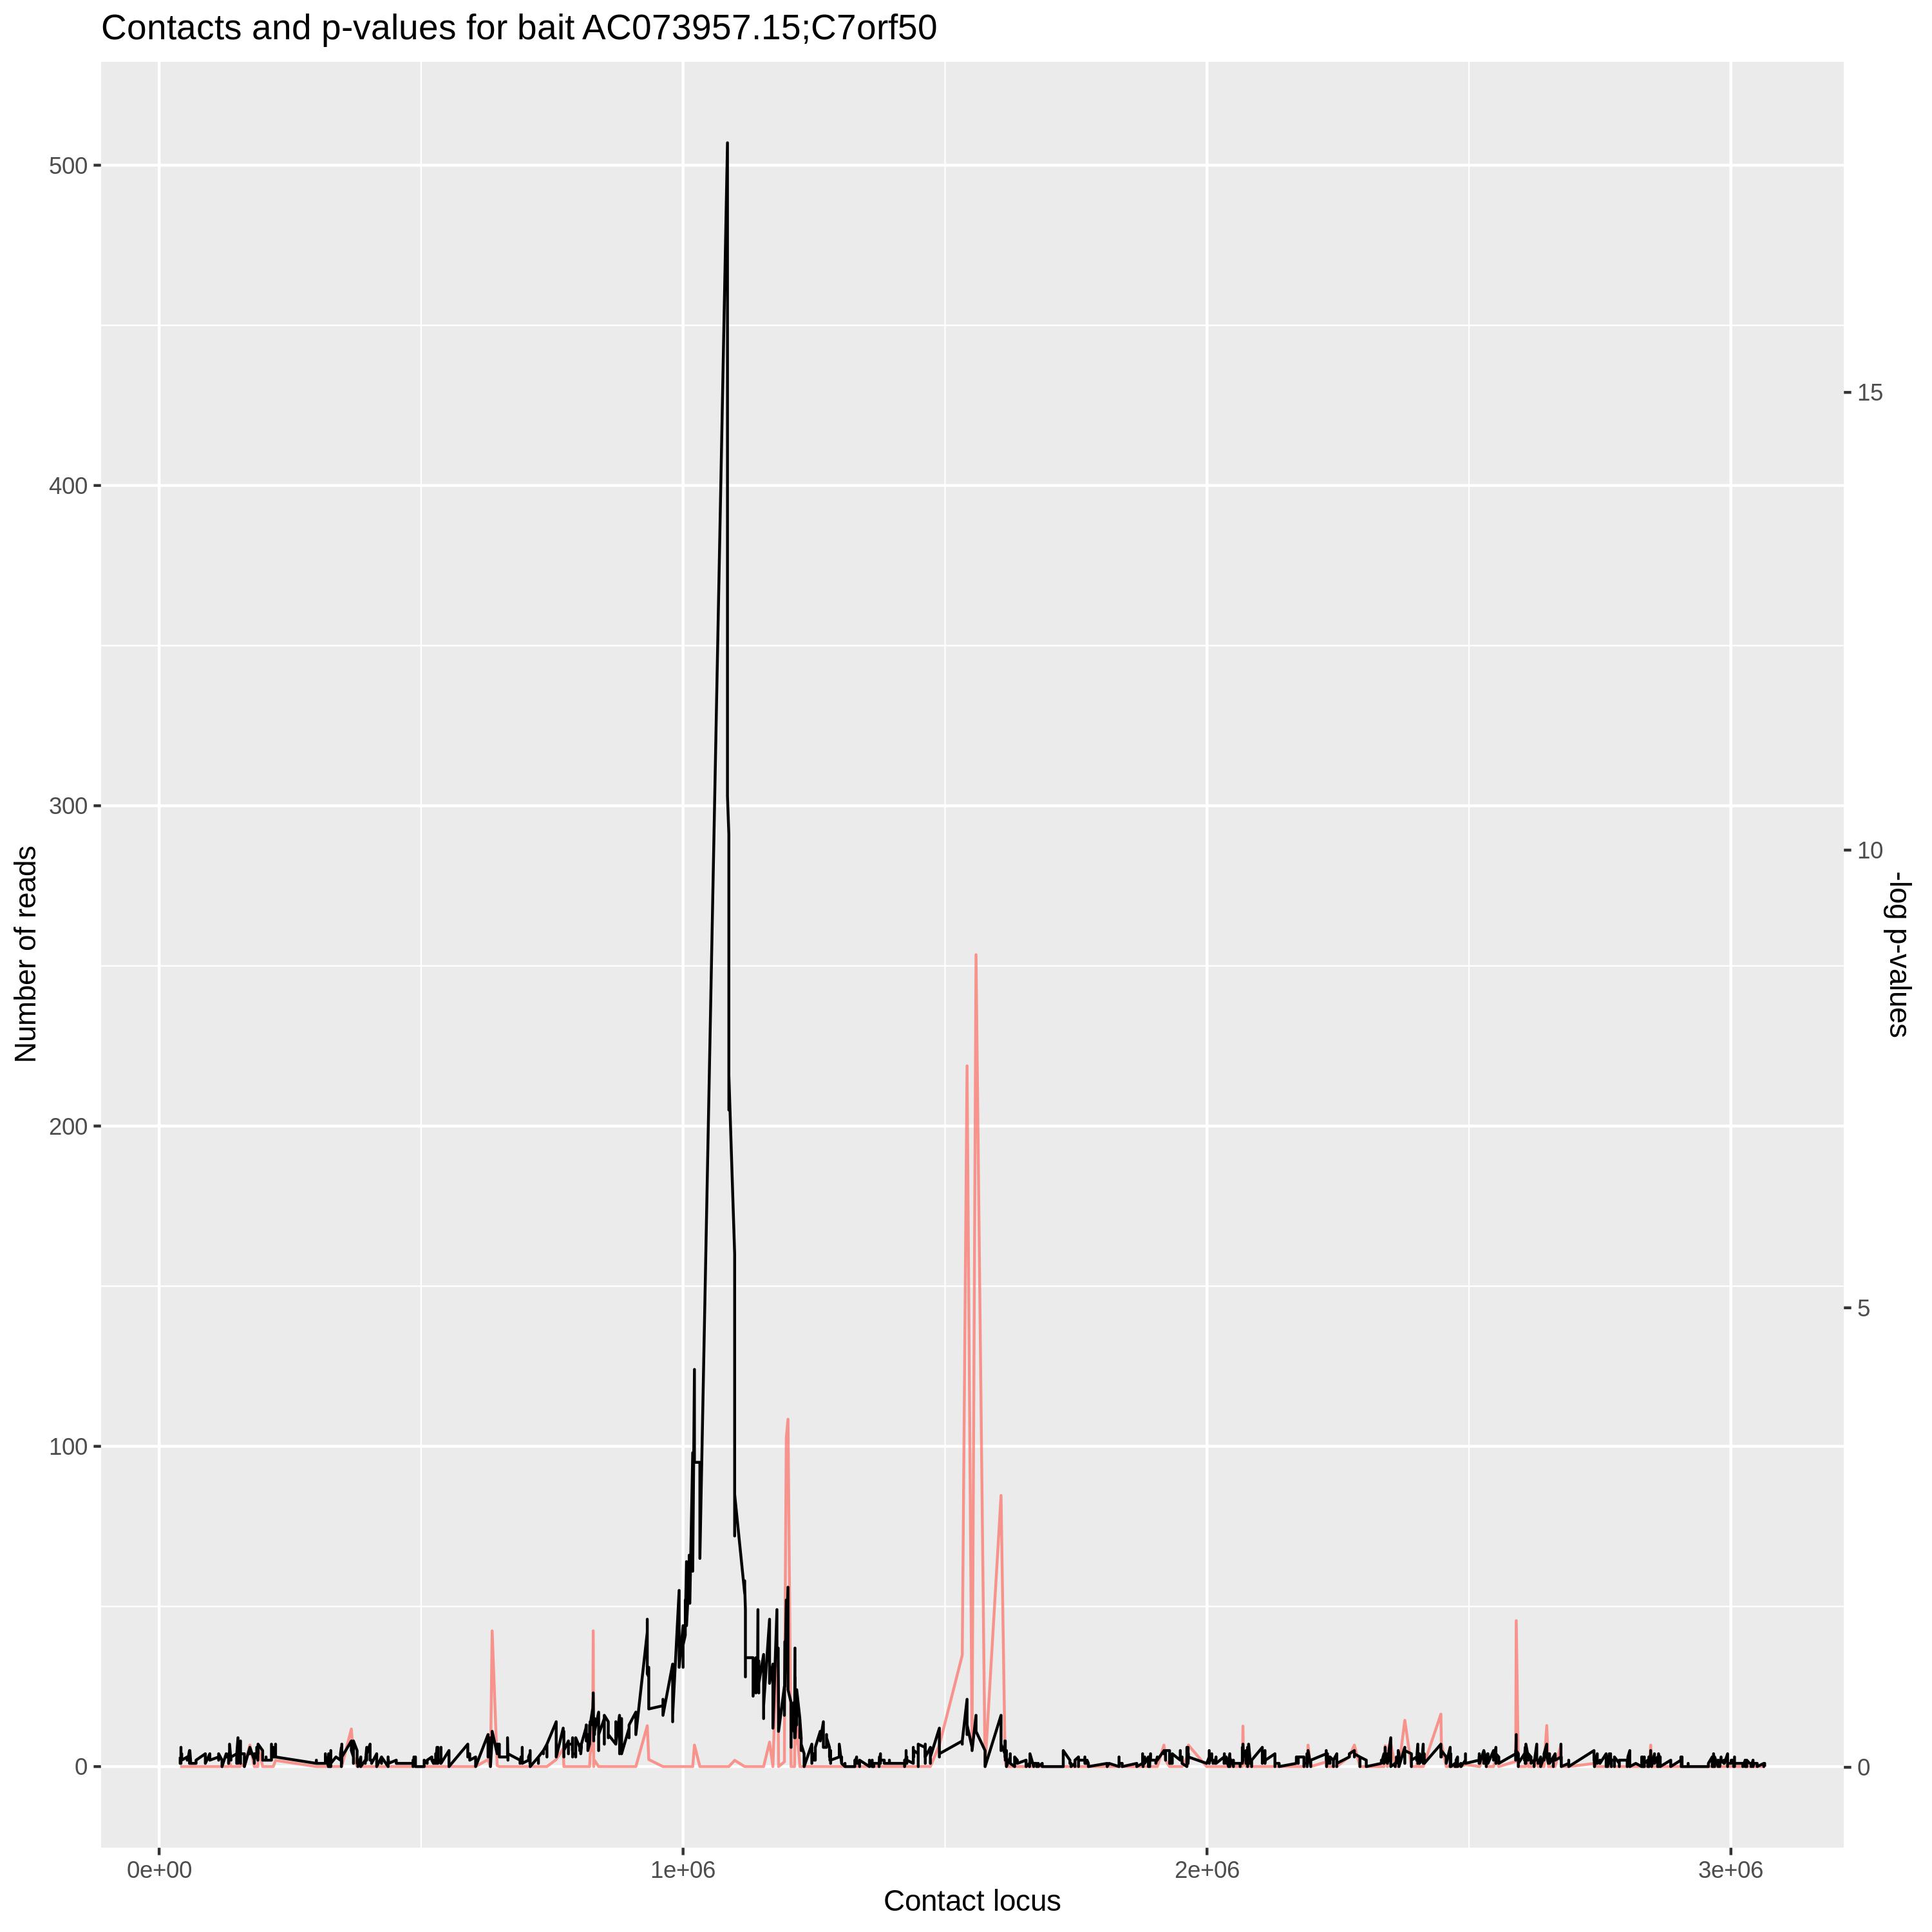 Contacts and p-values for bait AC073957.15;C7orf50
500
400
300
200
100
0
Number of reads
15
10
5
0
-log p-values
0e+00
1e+06
2e+06
3e+06
Contact locus